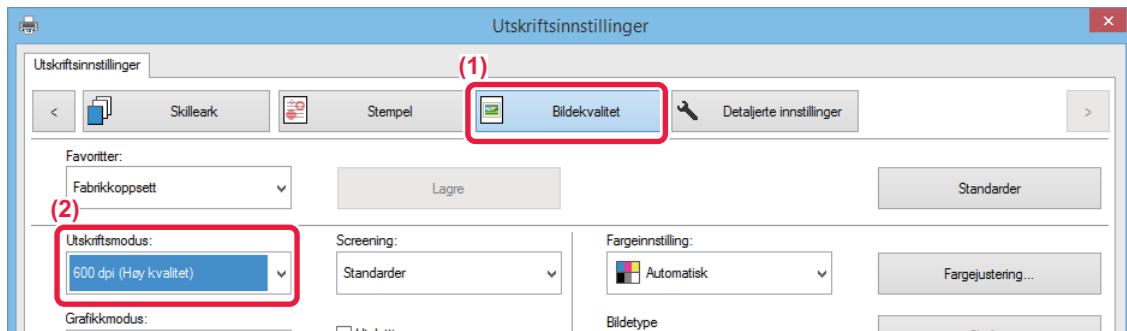 Utskriftsinnstillinger
Utskriftsinnstillinger
(1)
< Skilleark Stempel Bildekvalitet Detaljerte innstillinger >
Favoritter:
Fabrikkoppsett Lagre Standarder
(2)
Utskriftsmodus: Screening: Fargeinnstilling:
600 dpi (Høy kvalitet) Standarder Automatisk Fargejustering...
Grafikkmodus: Bildetype